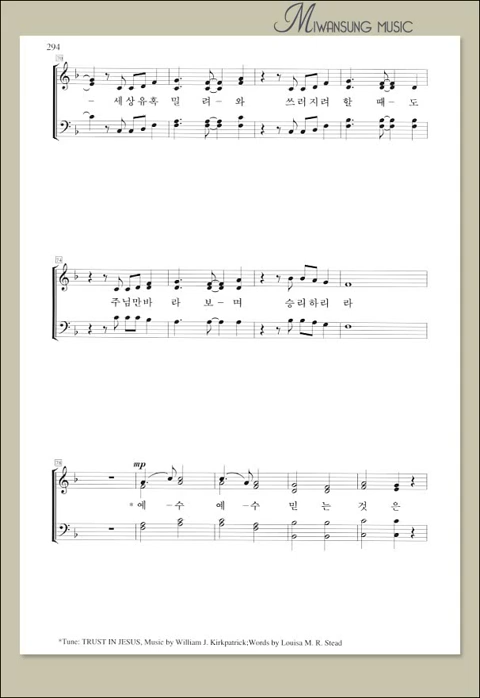 MIWANSUNG MUSIC
294
- 세상유혹 밀 려 - 와 쓰러지려 할 때 - 도
주님만바 라 보 - 며 승리하리 라
mp
*예 - 수 예 - 수 믿 는 것 은
*Tune: TRUST IN JESUS, Music by William J. Kirkpatrick;Words by Louisa M. R. Stead